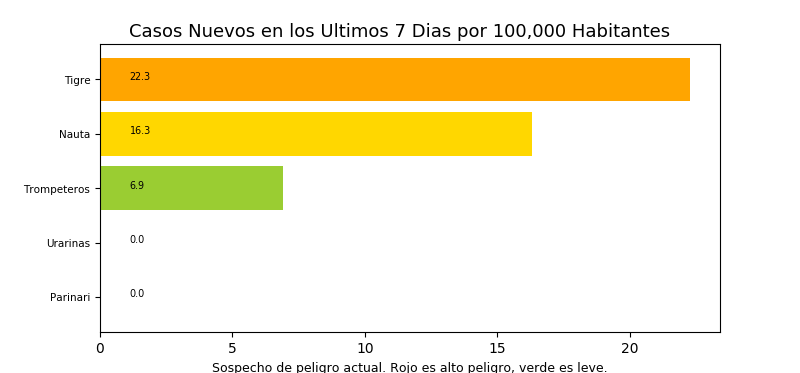 Casos Nuevos en los Ultimos 7 Dias por 100,000 Habitantes
Tigre 22.3
Nauta 16.3
Trompeteros 6.9
Urarinas 0.0
Parinari 0.0
0 5 10 15 20
Sospecho de peligro actual. Rojo es alto peligro, verde es leve.